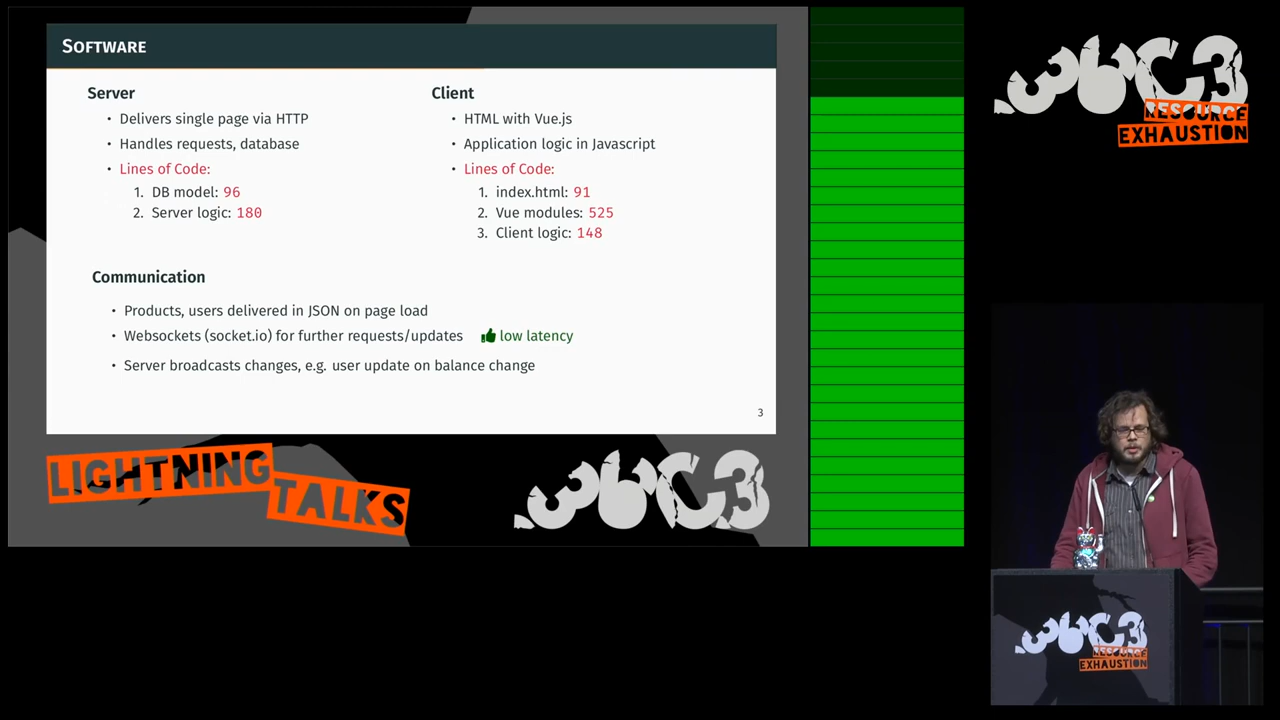 Software
Server
• Delivers single page via HTTP
• Handles requests, database
• Lines of Code:
1. DB model: 96
2. Server logic: 180
Client
• HTML with Vue.js
• Application logic in Javascript
• Lines of Code:
1. index.html: 91
2. Vue modules: 525
3. Client logic: 148
Communication
• Products, users delivered in JSON on page load
• Websockets (socket.io) for further requests/updates low latency
• Server broadcasts changes, e.g. user update on balance change
3
LIGHTNING
TALKS
36C3
36C3
RESOURCE
EXHAUSTION
36C3
RESOURCE
EXHAUSTION